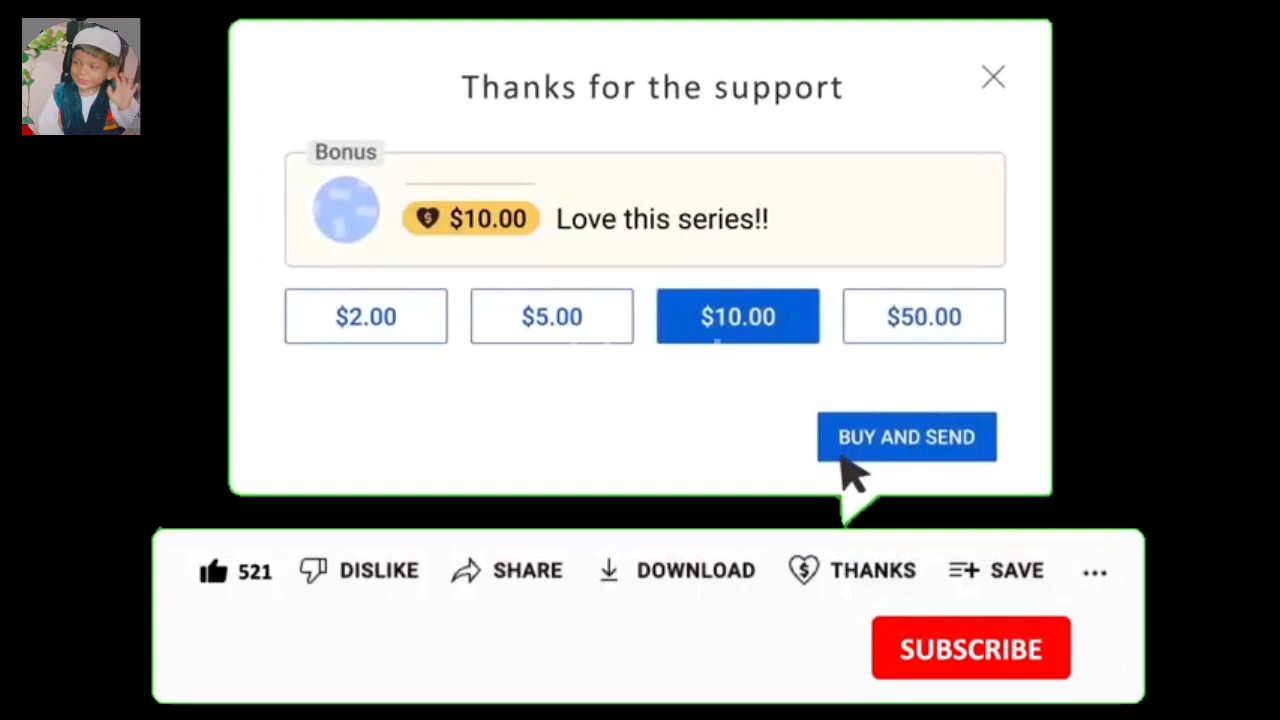 Thanks for the support
Bonus
$10.00 Love this series!!
$2.00 $5.00 $10.00 $50.00
BUY AND SEND
521 DISLIKE SHARE DOWNLOAD THANKS SAVE ...
SUBSCRIBE